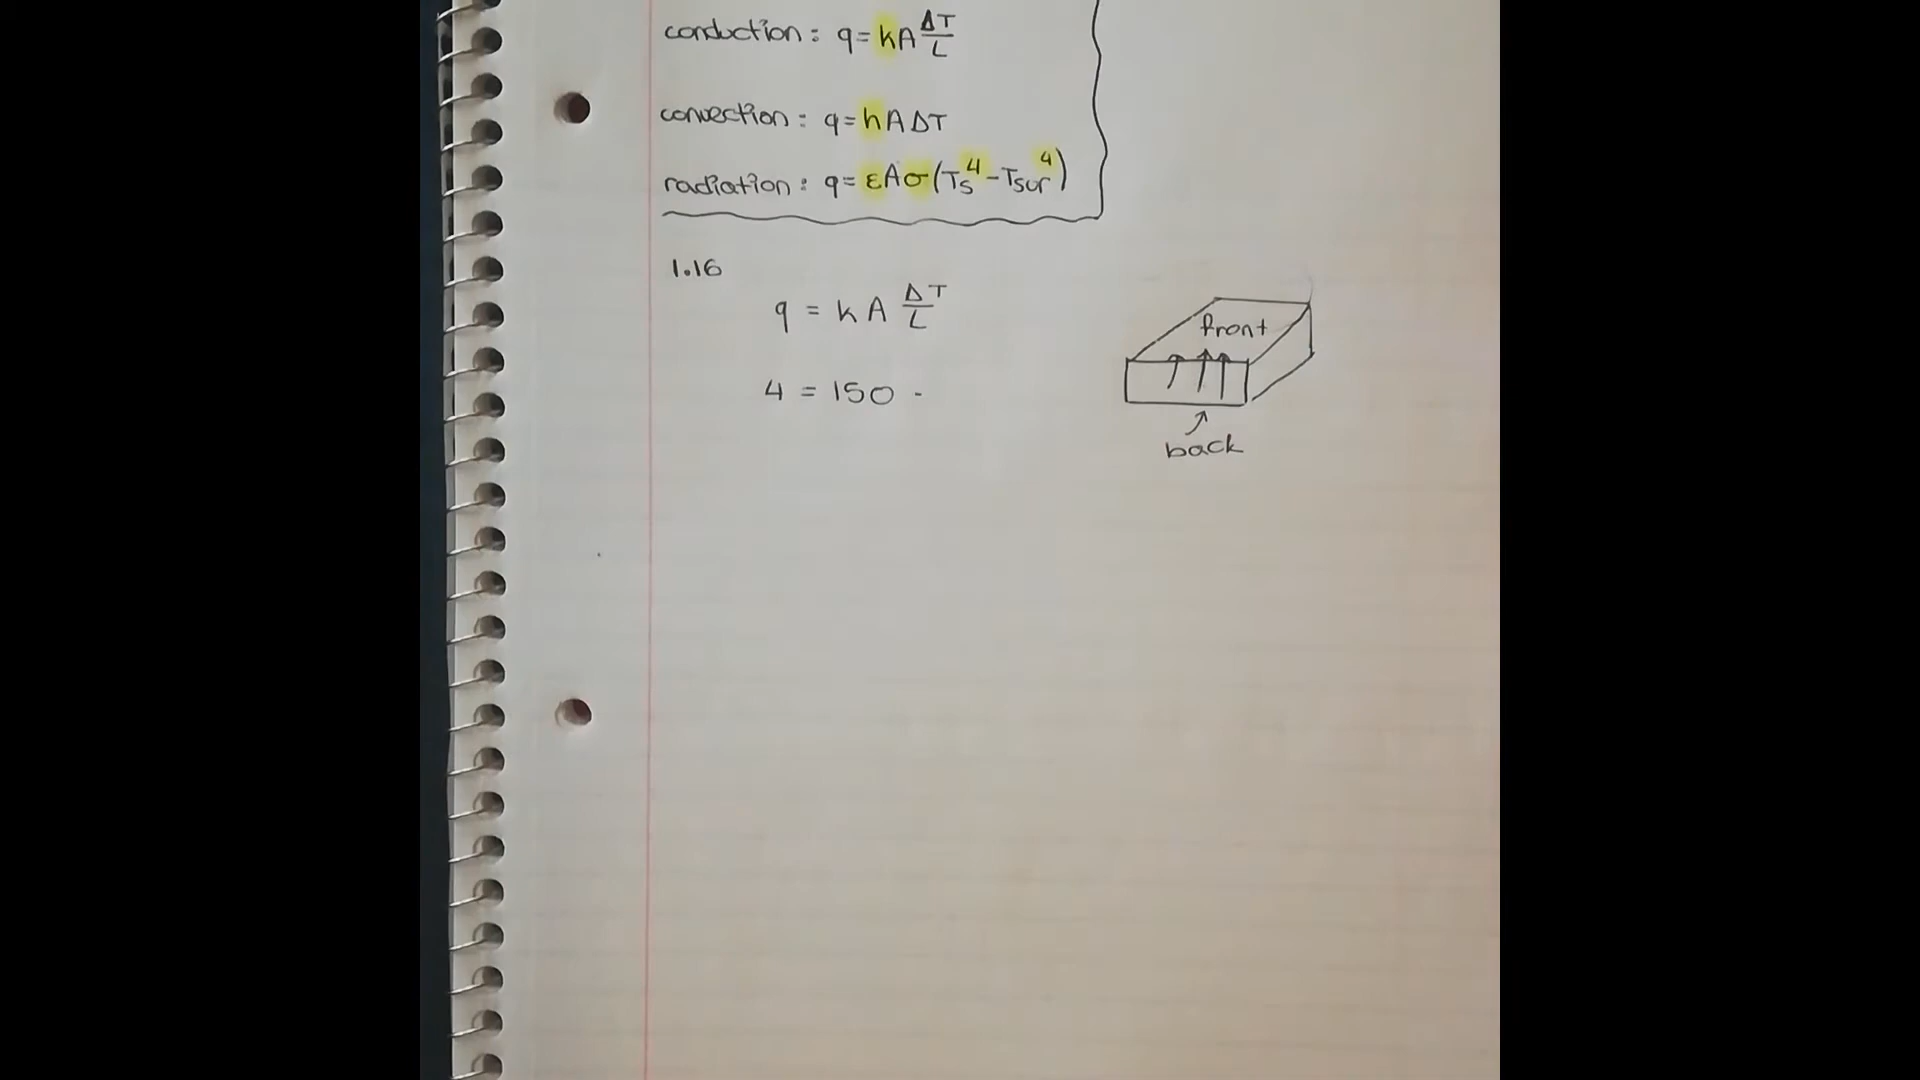 conduction: q = kA ΔT/L
convection: q = hAΔT
radiation: q = εAσ(Ts⁴ - Tsur⁴)
1.16
q = kA ΔT/L
front
4 = 150 ·
back